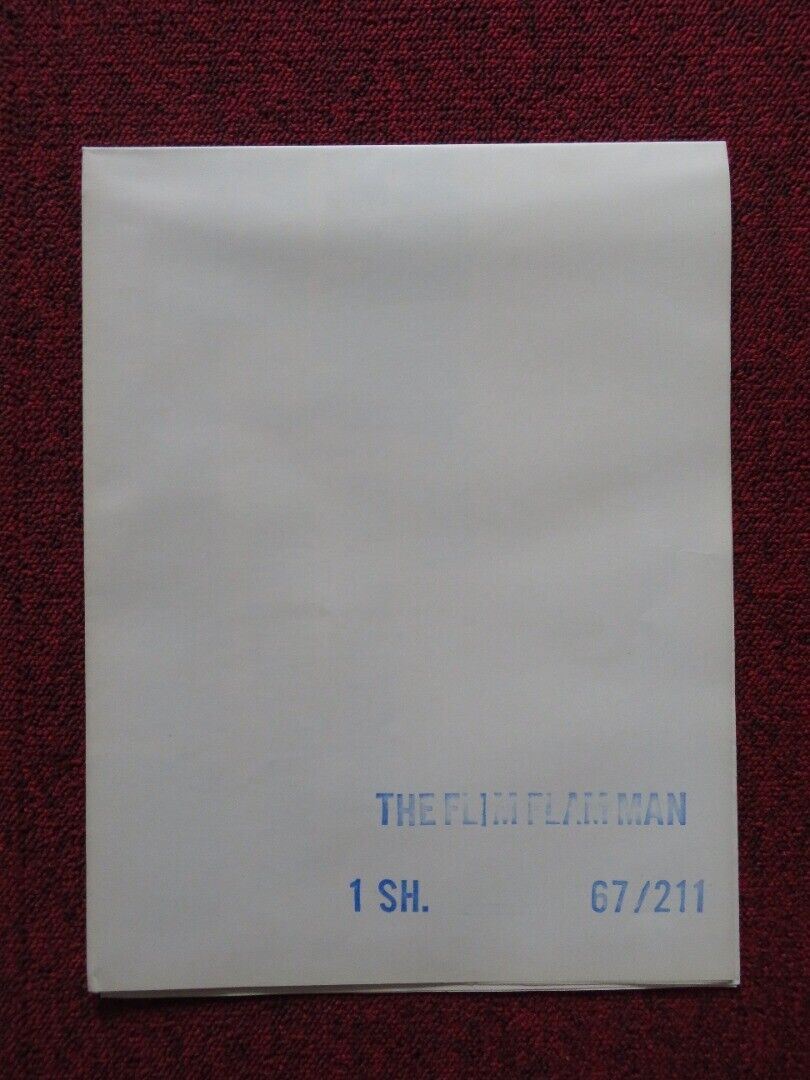 THE FLIM FLAM MAN
1 SH. 67/211